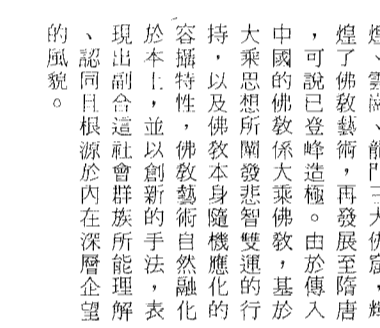 煌、雲崗、龍門三大佛窟，輝
煌了佛教藝術，再發展至隋唐
，可說已登峰造極。由於傳入
中國的佛教係大乘佛教，基於
大乘思想所闡發悲智雙運的行
持，以及佛教本身隨機應化的
容攝特性，佛教藝術自然融化
於本土，並以創新的手法，表
現出副合這社會群族所能理解
、認同且根源於內在深層企望
的風貌。